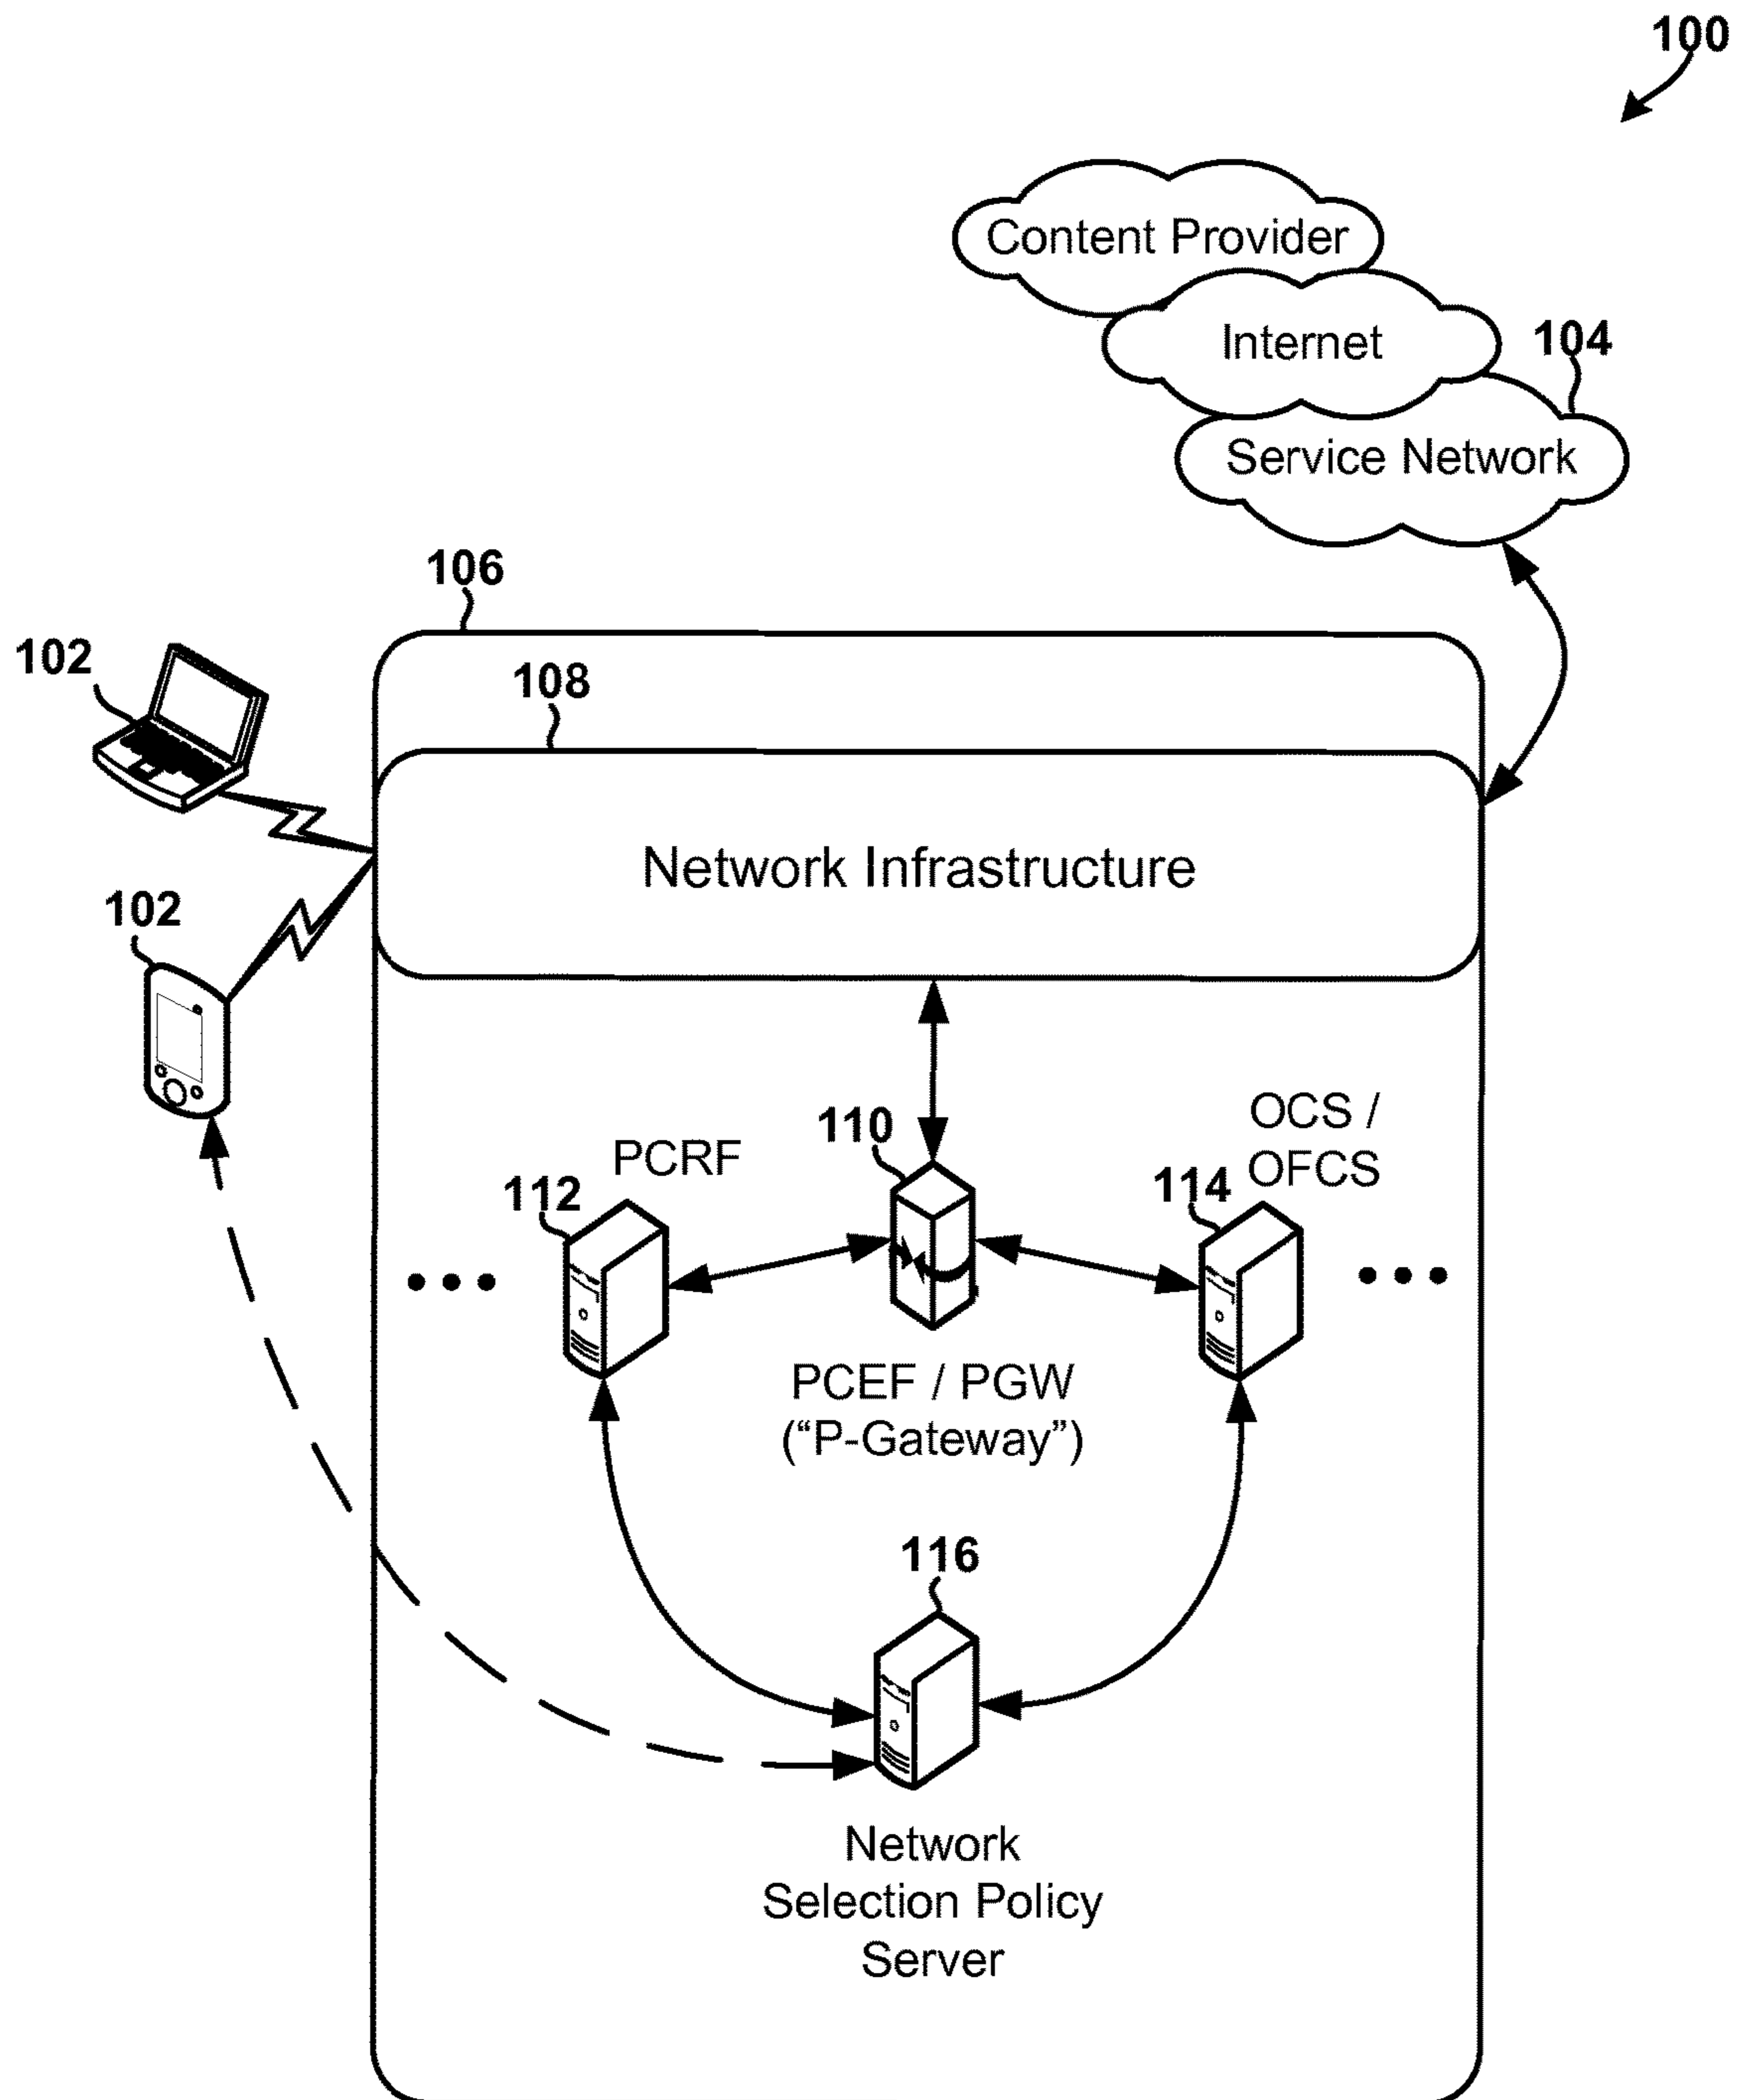 100
Content Provider
Internet
104
Service Network
106
102
108
Network Infrastructure
102
110
OCS /
OFCS
PCRF
112
114
PCEF / PGW
(“P-Gateway”)
116
Network
Selection Policy
Server